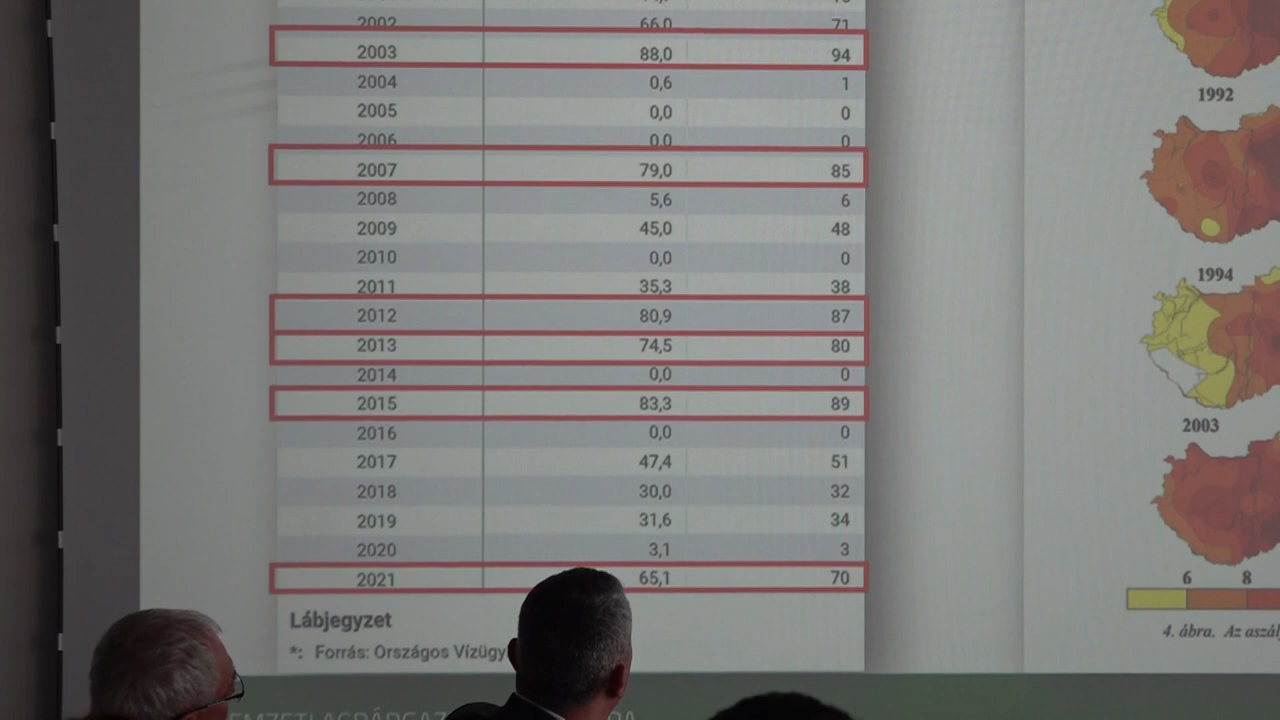 2002 66,0 71
2003 88,0 94
2004 0,6 1
2005 0,0 0
2006 0,0 0
2007 79,0 85
2008 5,6 6
2009 45,0 48
2010 0,0 0
2011 35,3 38
2012 80,9 87
2013 74,5 80
2014 0,0 0
2015 83,3 89
2016 0,0 0
2017 47,4 51
2018 30,0 32
2019 31,6 34
2020 3,1 3
2021 65,1 70
Lábjegyzet
*: Forrás: Országos Vízügy
1992
1994
2003
6 8
4. ábra. Az aszál